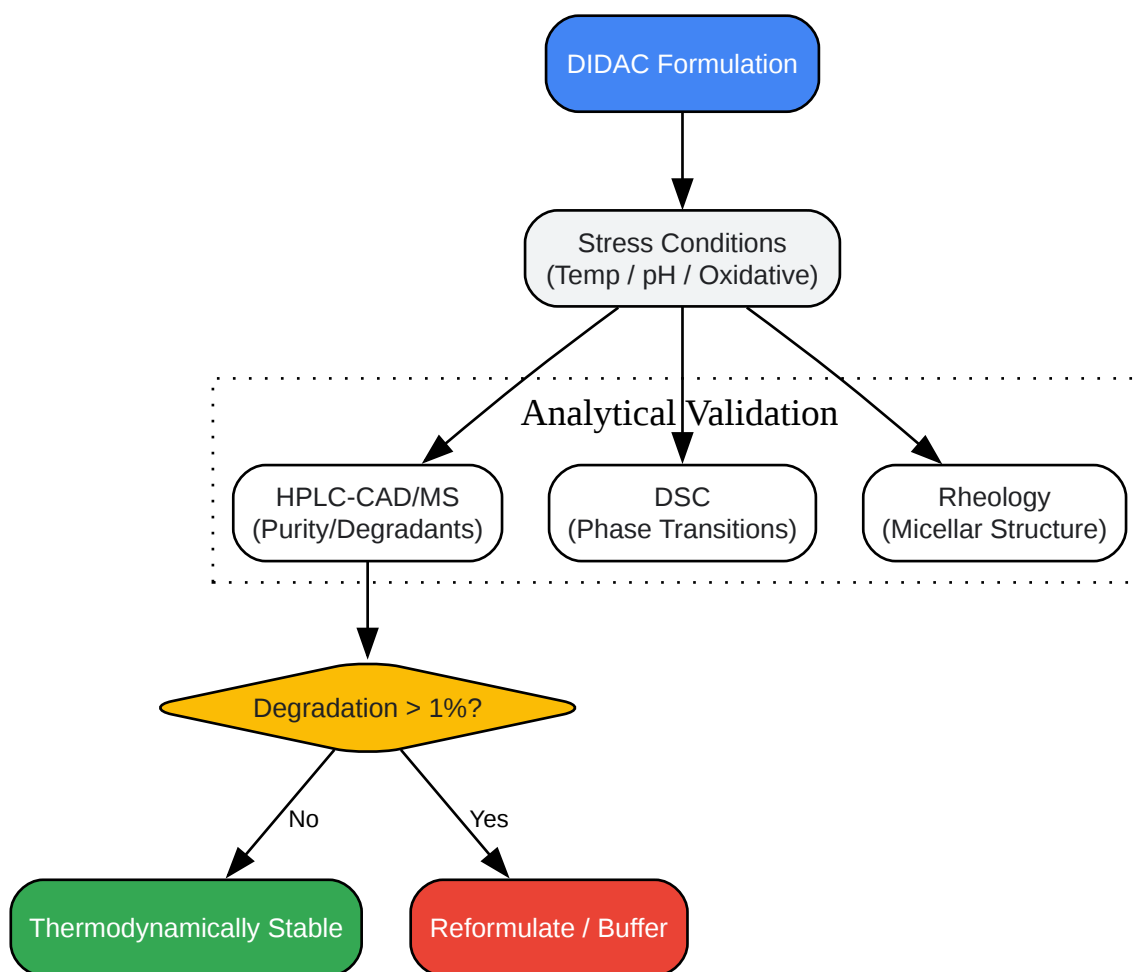 DIDAC Formulation
Stress Conditions
(Temp / pH / Oxidative)
Analytical Validation
HPLC-CAD/MS
(Purity/Degradants)
DSC
(Phase Transitions)
Rheology
(Micellar Structure)
Degradation > 1%?
No
Yes
Thermodynamically Stable
Reformulate / Buffer